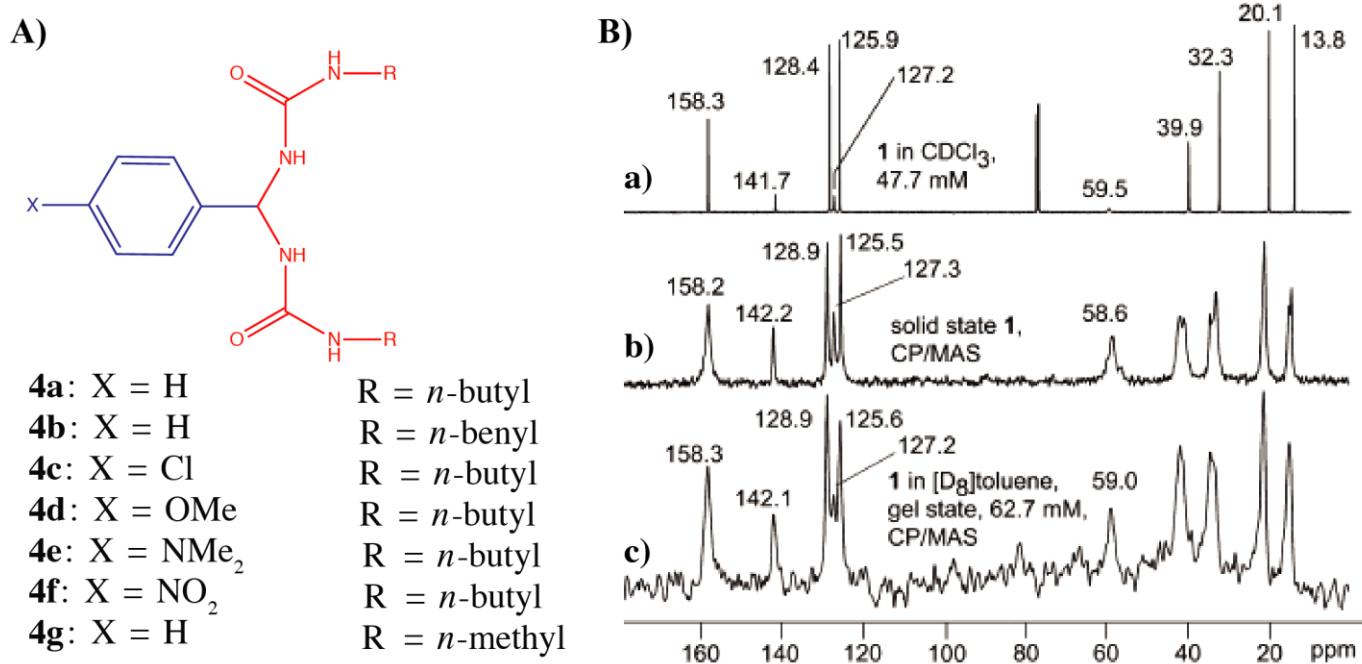 A)
H
O
N
R
NH
X
NH
O
N
R
H
4a: X = H R = n-butyl
4b: X = H R = n-benyl
4c: X = Cl R = n-butyl
4d: X = OMe R = n-butyl
4e: X = NMe₂ R = n-butyl
4f: X = NO₂ R = n-butyl
4g: X = H R = n-methyl
B)
20.1
125.9
13.8
128.4
127.2
32.3
158.3
39.9
1 in CDCl₃,
47.7 mM
a)
141.7
59.5
128.9
125.5
127.3
158.2
142.2
58.6
solid state 1,
CP/MAS
b)
128.9
125.6
127.2
158.3
142.1
59.0
1 in [D₈]toluene,
gel state, 62.7 mM,
CP/MAS
c)
160 140 120 100 80 60 40 20 ppm